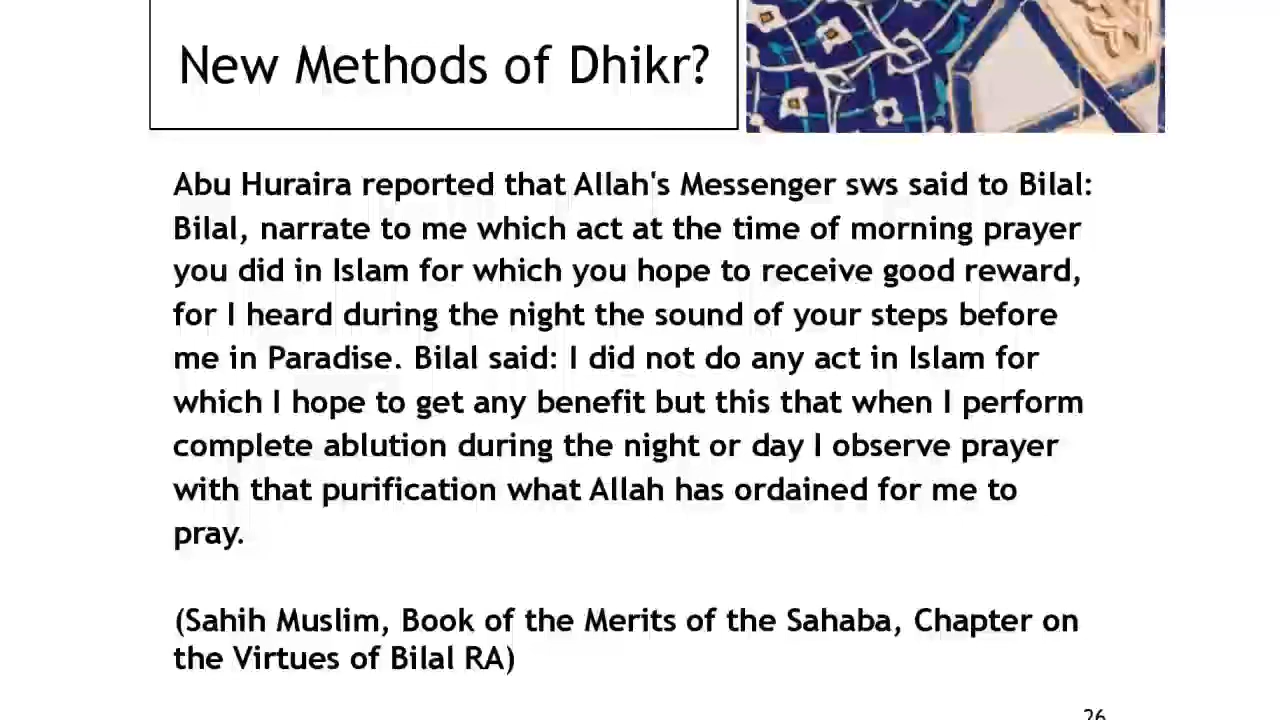 New Methods of Dhikr?
Abu Huraira reported that Allah's Messenger sws said to Bilal:
Bilal, narrate to me which act at the time of morning prayer
you did in Islam for which you hope to receive good reward,
for I heard during the night the sound of your steps before
me in Paradise. Bilal said: I did not do any act in Islam for
which I hope to get any benefit but this that when I perform
complete ablution during the night or day I observe prayer
with that purification what Allah has ordained for me to
pray.
(Sahih Muslim, Book of the Merits of the Sahaba, Chapter on
the Virtues of Bilal RA)
26